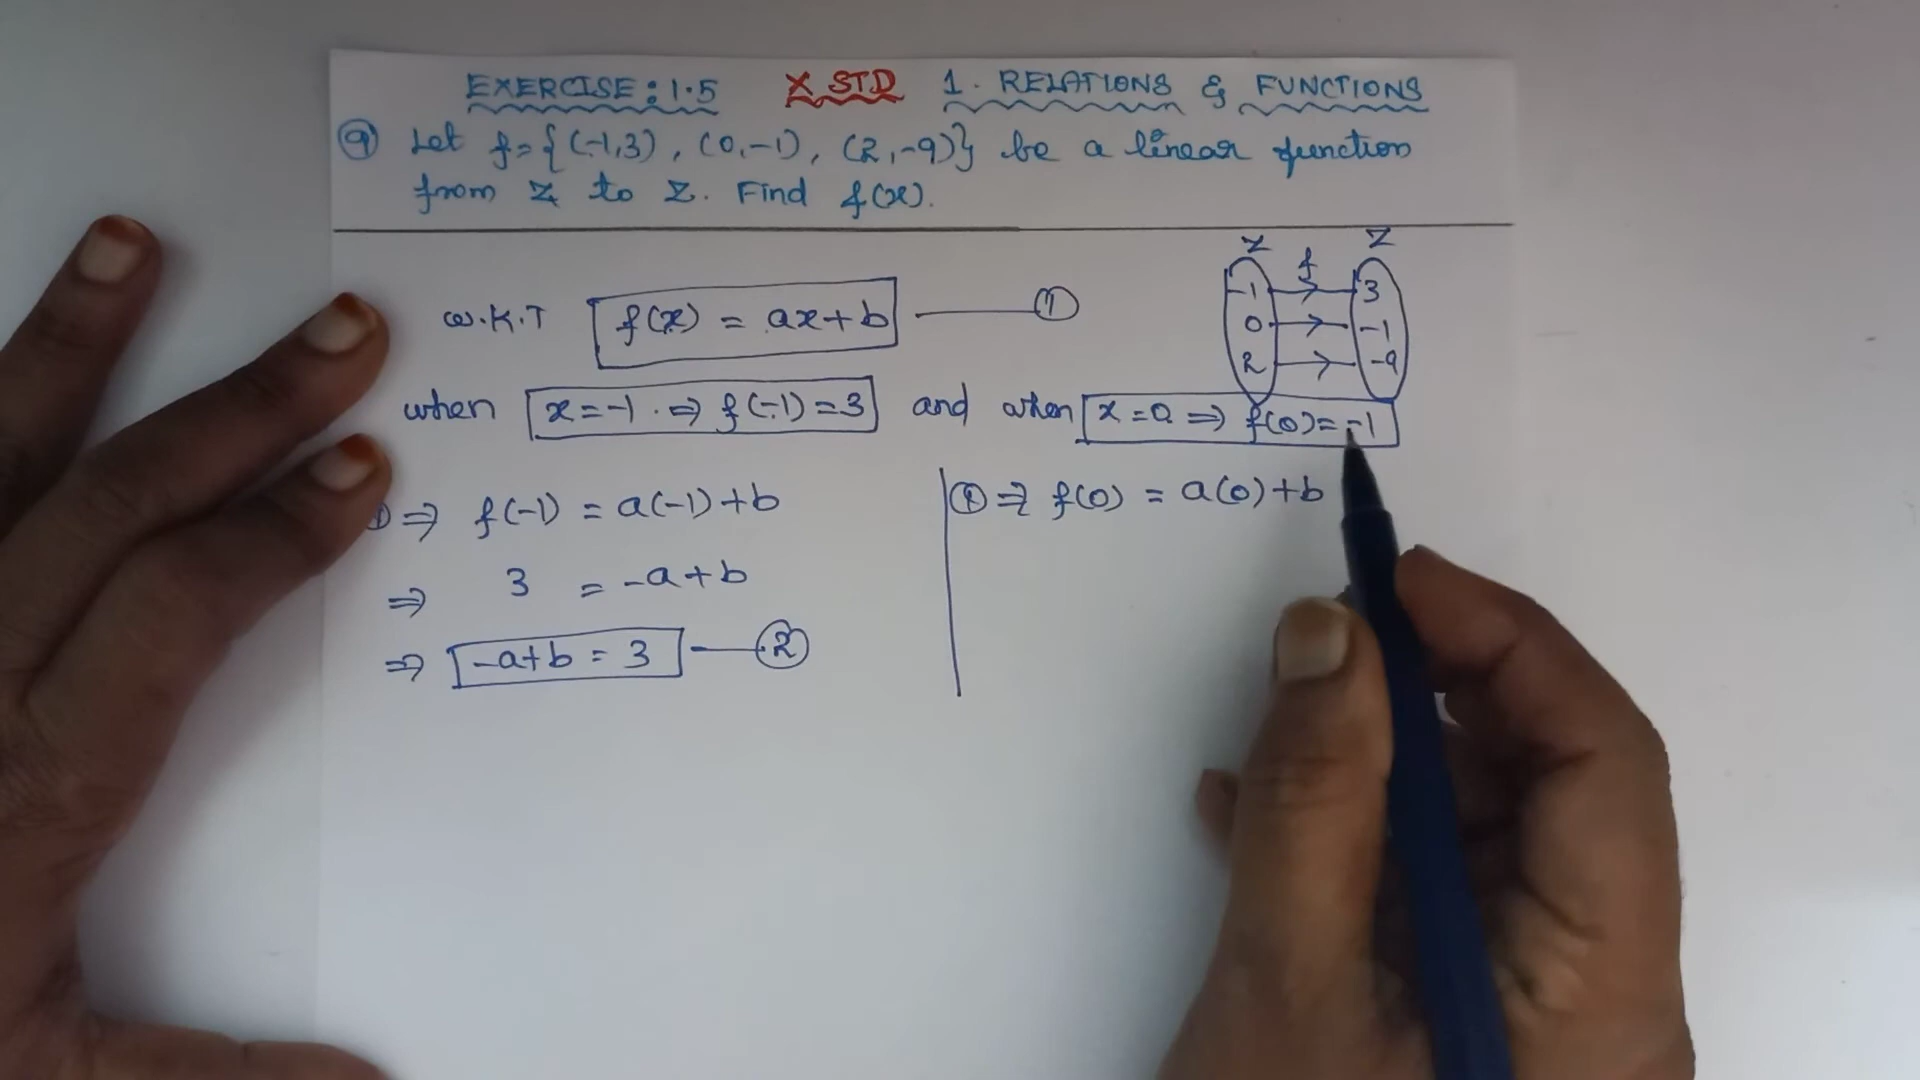 EXERCISE: 1.5 X STD 1. RELATIONS & FUNCTIONS
9 Let f={(-1,3), (0,-1), (2,-9)} be a linear function
from Z to Z. Find f(x).
Z f Z
-1 3
0 -1
2 -9
W.K.T f(x) = ax+b 1
when x=-1 ⇒ f(-1)=3 and when x=0 ⇒ f(0)=-1
1 ⇒ f(-1) = a(-1)+b
⇒ 3 = -a+b
⇒ -a+b = 3 2
1 ⇒ f(0) = a(0)+b